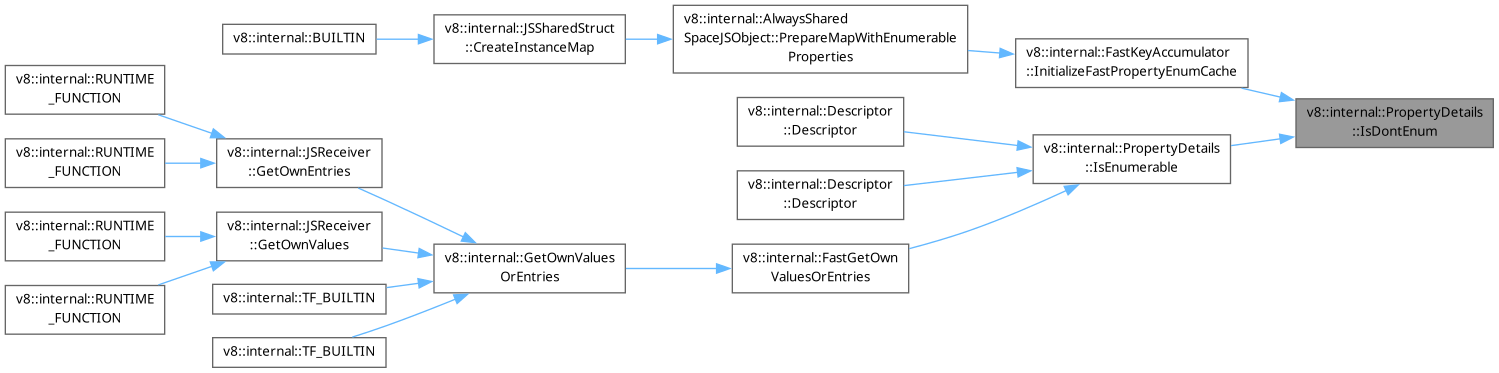 v8::internal::BUILTIN
v8::internal::JSSharedStruct
::CreateInstanceMap
v8::internal::AlwaysShared
SpaceJSObject::PrepareMapWithEnumerable
Properties
v8::internal::FastKeyAccumulator
::InitializeFastPropertyEnumCache
v8::internal::PropertyDetails
::IsDontEnum
v8::internal::RUNTIME
_FUNCTION
v8::internal::RUNTIME
_FUNCTION
v8::internal::JSReceiver
::GetOwnEntries
v8::internal::Descriptor
::Descriptor
v8::internal::PropertyDetails
::IsEnumerable
v8::internal::Descriptor
::Descriptor
v8::internal::RUNTIME
_FUNCTION
v8::internal::JSReceiver
::GetOwnValues
v8::internal::GetOwnValues
OrEntries
v8::internal::FastGetOwn
ValuesOrEntries
v8::internal::RUNTIME
_FUNCTION
v8::internal::TF_BUILTIN
v8::internal::TF_BUILTIN